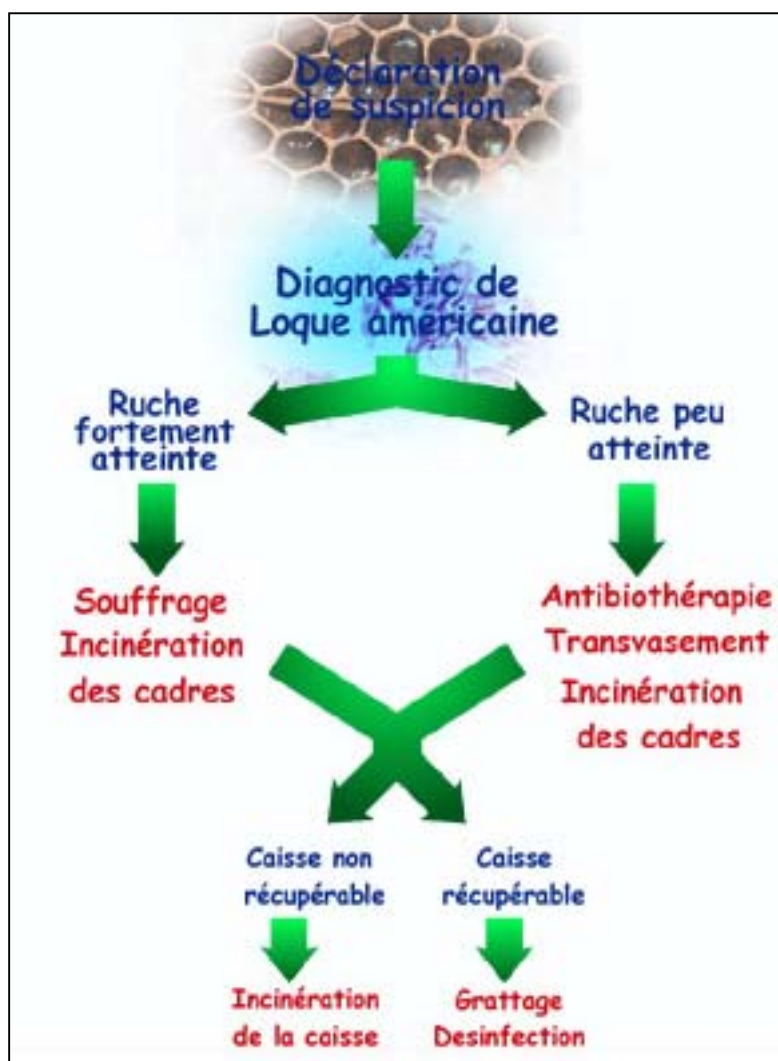 Déclaration
de suspicion
Diagnostic de
Loque américaine
Ruche
fortement
atteinte
Ruche peu
atteinte
Souffrage
Incinération
des cadres
Antibiothérapie
Transvasement
Incinération
des cadres
Caisse non
récupérable
Caisse
récupérable
Incinération
de la caisse
Grattage
Desinfection